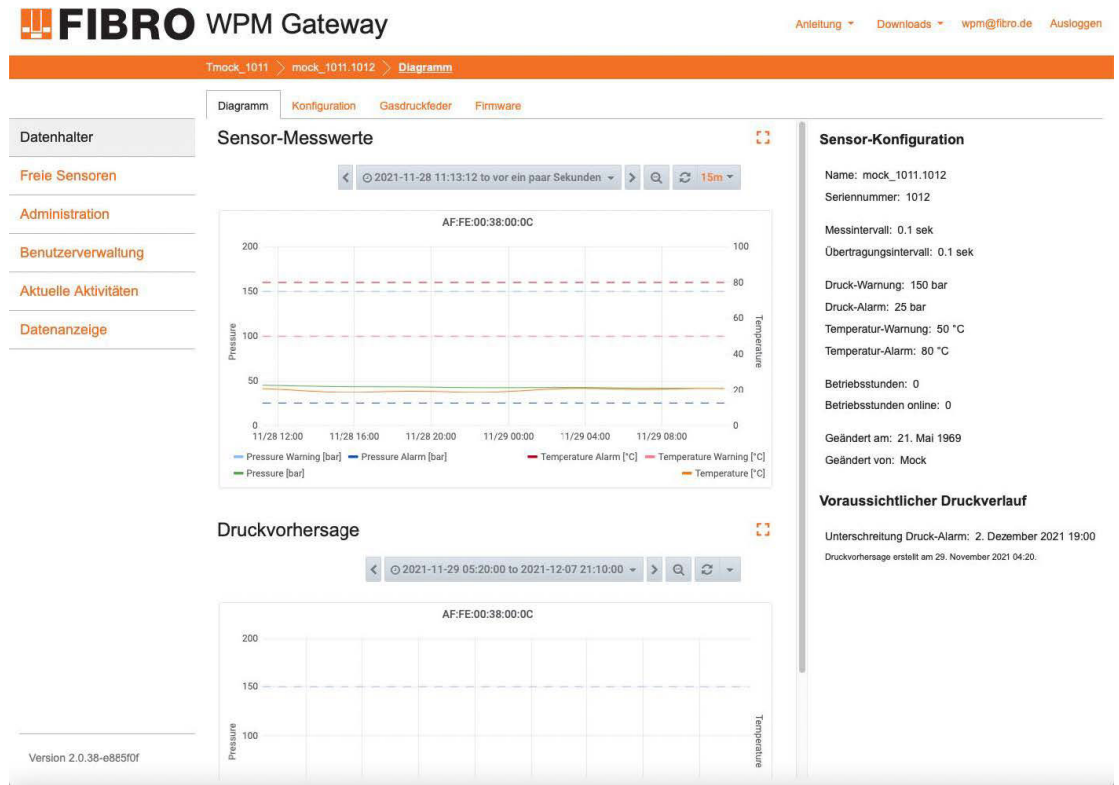 FIBRO WPM Gateway
Anleitung Downloads wpm@fibro.de Ausloggen
Tmock_1011 mock_1011.1012 Diagramm
Diagramm Konfiguration Gasdruckfeder Firmware
Datenhalter
Freie Sensoren
Administration
Benutzerverwaltung
Aktuelle Aktivitäten
Datenanzeige
Version 2.0.38-e885f0f
Sensor-Messwerte
2021-11-28 11:13:12 to vor ein paar Sekunden 15m
AF:FE:00:38:00:0C
200 100
150 80
60
100
40
50
20
0 0
Pressure
Temperature
11/28 12:00 11/28 16:00 11/28 20:00 11/29 00:00 11/29 04:00 11/29 08:00
Pressure Warning [bar] Pressure Alarm [bar] Temperature Alarm [°C] Temperature Warning [°C]
Pressure [bar] Temperature [°C]
Druckvorhersage
2021-11-29 05:20:00 to 2021-12-07 21:10:00
AF:FE:00:38:00:0C
200
150
100
Pressure
Temperature
Sensor-Konfiguration
Name: mock_1011.1012
Seriennummer: 1012
Messintervall: 0.1 sek
Übertragungsintervall: 0.1 sek
Druck-Warnung: 150 bar
Druck-Alarm: 25 bar
Temperatur-Warnung: 50 °C
Temperatur-Alarm: 80 °C
Betriebsstunden: 0
Betriebsstunden online: 0
Geändert am: 21. Mai 1969
Geändert von: Mock
Voraussichtlicher Druckverlauf
Unterschreitung Druck-Alarm: 2. Dezember 2021 19:00
Druckvorhersage erstellt am 29. November 2021 04:20.